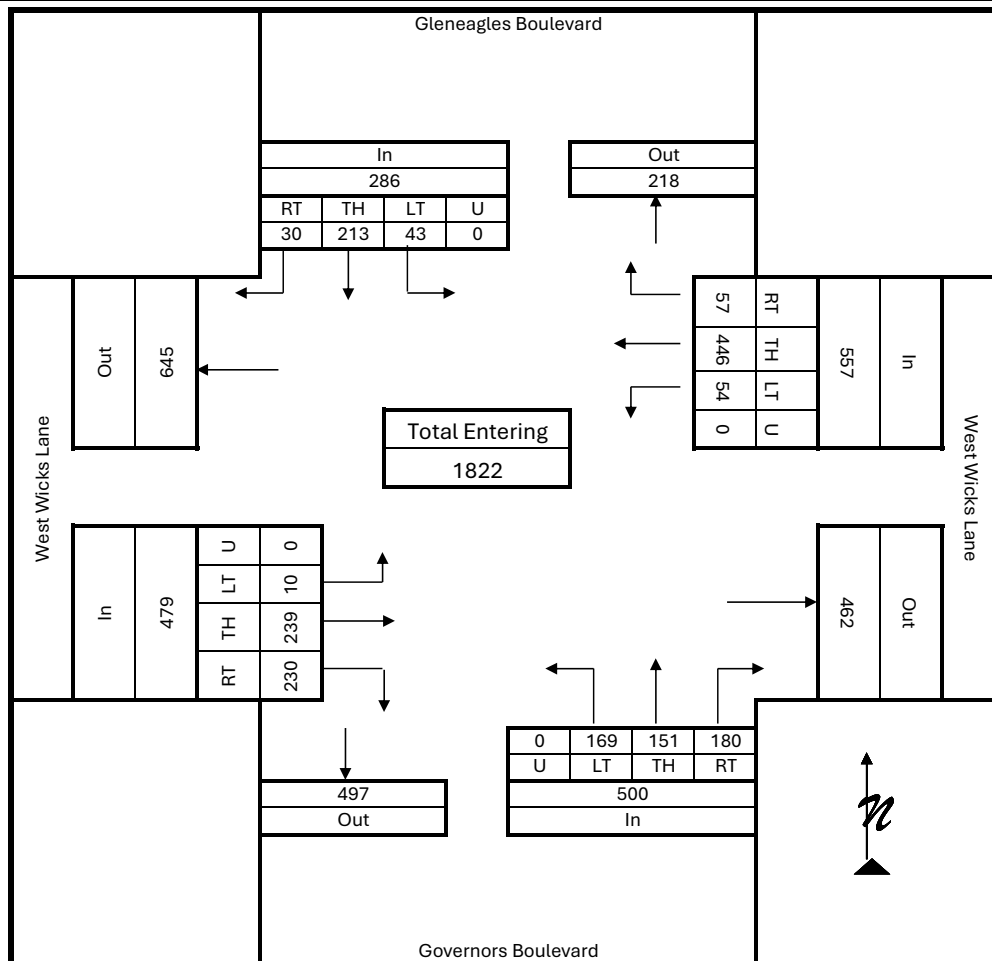 Gleneagles Boulevard
In
286
RT TH LT U
30 213 43 0
Out
218
Out
645
57 RT
446 TH
54 LT
0 U
557
In
Total Entering
1822
West Wicks Lane
West Wicks Lane
In
479
U 0
LT 10
TH 239
RT 230
462
Out
0 169 151 180
U LT TH RT
500
In
497
Out
N
Governors Boulevard